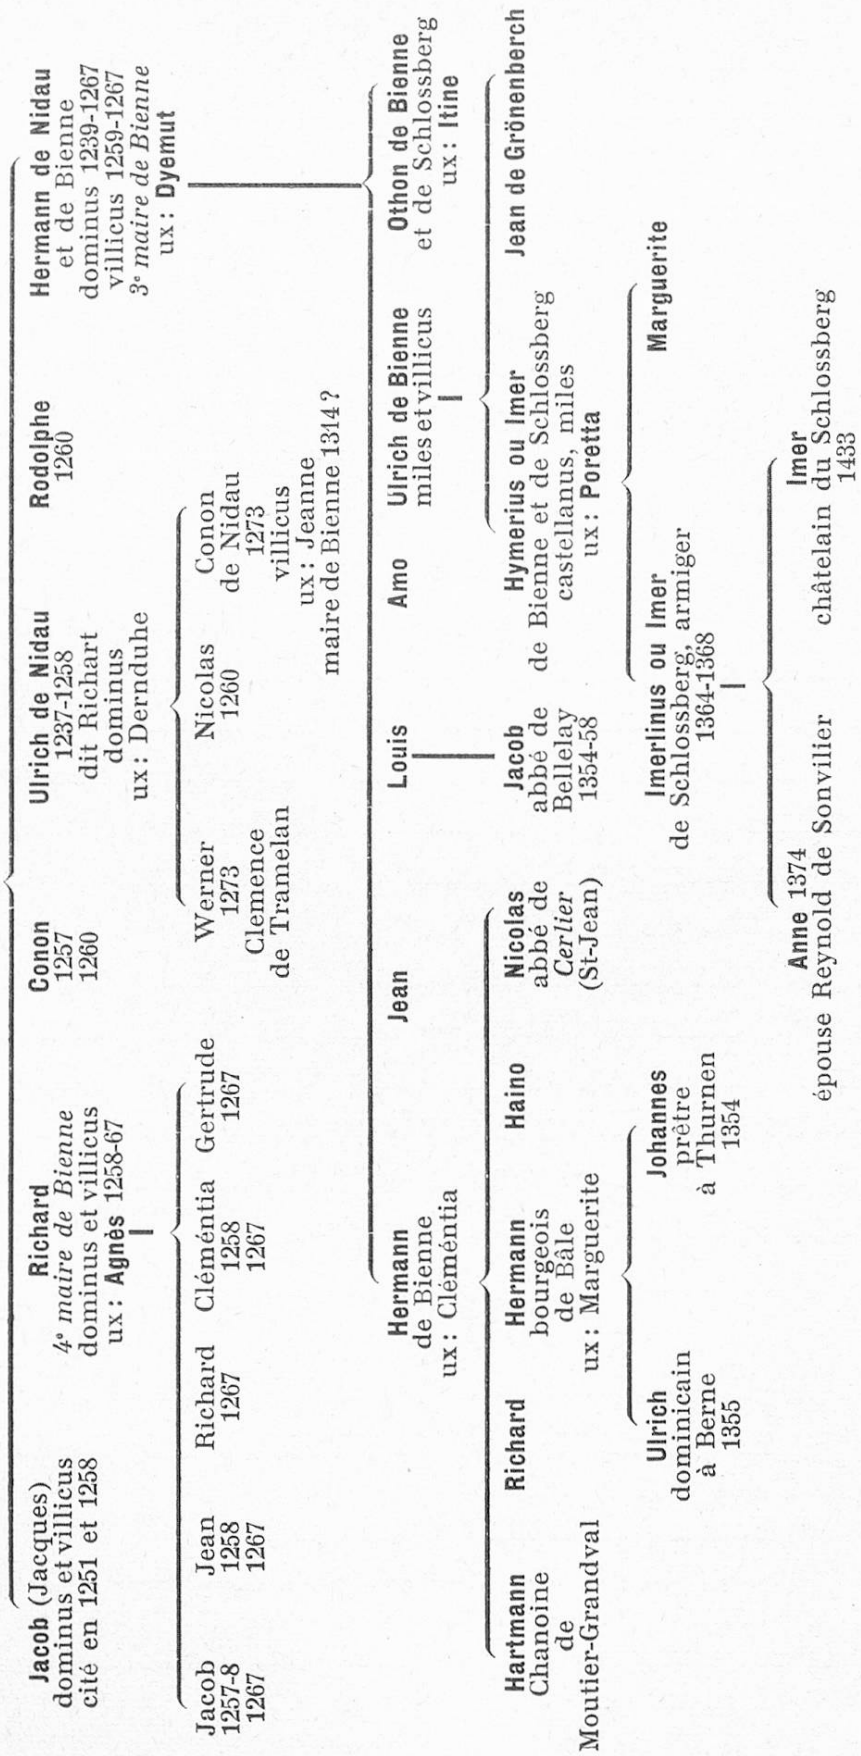 Jacob (Jacques)
dominus et villicus
cité en 1251 et 1258
Richard
4e maire de Bienne
dominus et villicus
ux: Agnès 1258-67
Conon
1257
1260
Ulrich de Nidau
1237-1258
dit Richart
dominus
ux: Dernduhe
Rodolphe
1260
Hermann de Nidau
et de Bienne
dominus 1239-1267
villicus 1259-1267
3e maire de Bienne
ux: Dyemut
Jacob
1257-8
1267
Jean
1258
1267
Richard
1267
Cléméntia
1258
1267
Gertrude
1267
Werner
1273
Clemence
de Tramelan
Nicolas
1260
Conon
de Nidau
1273
villicus
ux: Jeanne
maire de Bienne 1314?
Hermann
de Bienne
ux: Cléméntia
Jean
Louis
Amo
Ulrich de Bienne
miles et villicus
Othon de Bienne
et de Schlossberg
ux: Itine
Hartmann
Chanoine
de
Moutier-Grandval
Richard
Hermann
bourgeois
de Bâle
ux: Marguerite
Haino
Nicolas
abbé de
Cerlier
(St-Jean)
Jacob
abbé de
Bellelay
1354-58
Hymerius ou Imer
de Bienne et de Schlossberg
castellanus, miles
ux: Poretta
Jean de Grönenberch
Ulrich
dominicain
à Berne
1355
Johannes
prêtre
à Thurnen
1354
Imerlinus ou Imer
de Schlossberg, armiger
1364-1368
Marguerite
Anne 1374
épouse Reynold de Sonvilier
Imer
châtelain du Schlossberg
1433